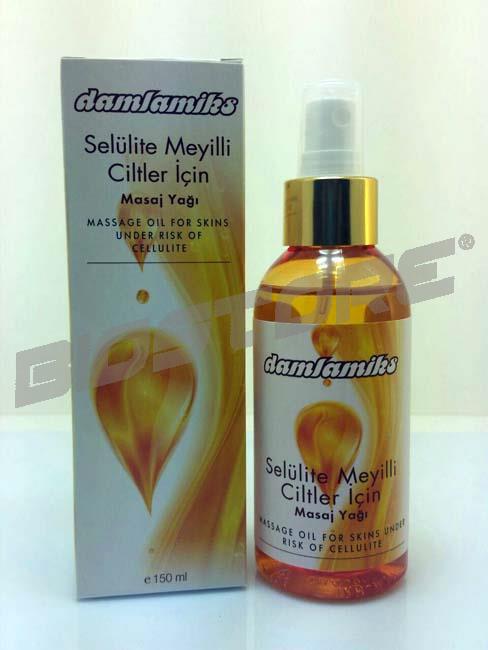 damlamiks
Selülite Meyilli
Ciltler İçin
Masaj Yağı
MASSAGE OIL FOR SKINS
UNDER RISK OF
CELLULITE
e 150 ml
damlamiks
Selülite Meyilli
Ciltler İçin
Masaj Yağı
MASSAGE OIL FOR SKINS UNDER
RISK OF CELLULITE
BIOSTORE®